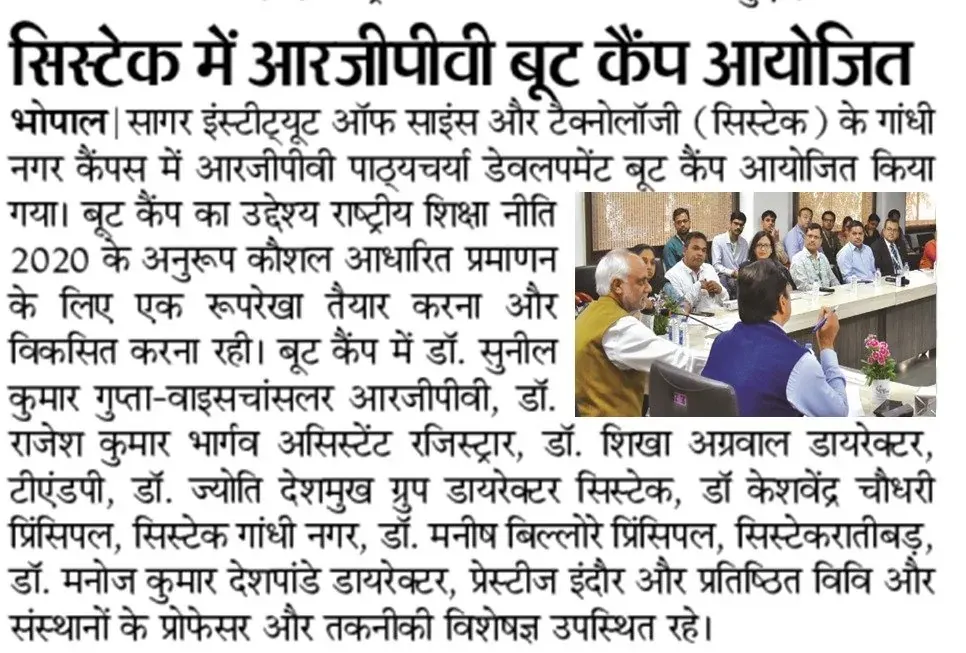 सिस्टेक में आरजीपीवी बूट कैंप आयोजित
भोपाल| सागर इंस्टीट्यूट ऑफ साइंस और टैक्नोलॉजी (सिस्टेक) के गांधी
नगर कैंपस में आरजीपीवी पाठ्यचर्या डेवलपमेंट बूट कैंप आयोजित किया
गया। बूट कैंप का उद्देश्य राष्ट्रीय शिक्षा नीति
2020 के अनुरूप कौशल आधारित प्रमाणन
के लिए एक रूपरेखा तैयार करना और
विकसित करना रही। बूट कैंप में डॉ. सुनील
कुमार गुप्ता-वाइसचांसलर आरजीपीवी, डॉ.
राजेश कुमार भार्गव असिस्टेंट रजिस्ट्रार, डॉ. शिखा अग्रवाल डायरेक्टर,
टीएंडपी, डॉ. ज्योति देशमुख ग्रुप डायरेक्टर सिस्टेक, डॉ केशवेंद्र चौधरी
प्रिंसिपल, सिस्टेक गांधी नगर, डॉ. मनीष बिल्लोरे प्रिंसिपल, सिस्टेकरातीबड़,
डॉ. मनोज कुमार देशपांडे डायरेक्टर, प्रेस्टीज इंदौर और प्रतिष्ठित विवि और
संस्थानों के प्रोफेसर और तकनीकी विशेषज्ञ उपस्थित रहे।